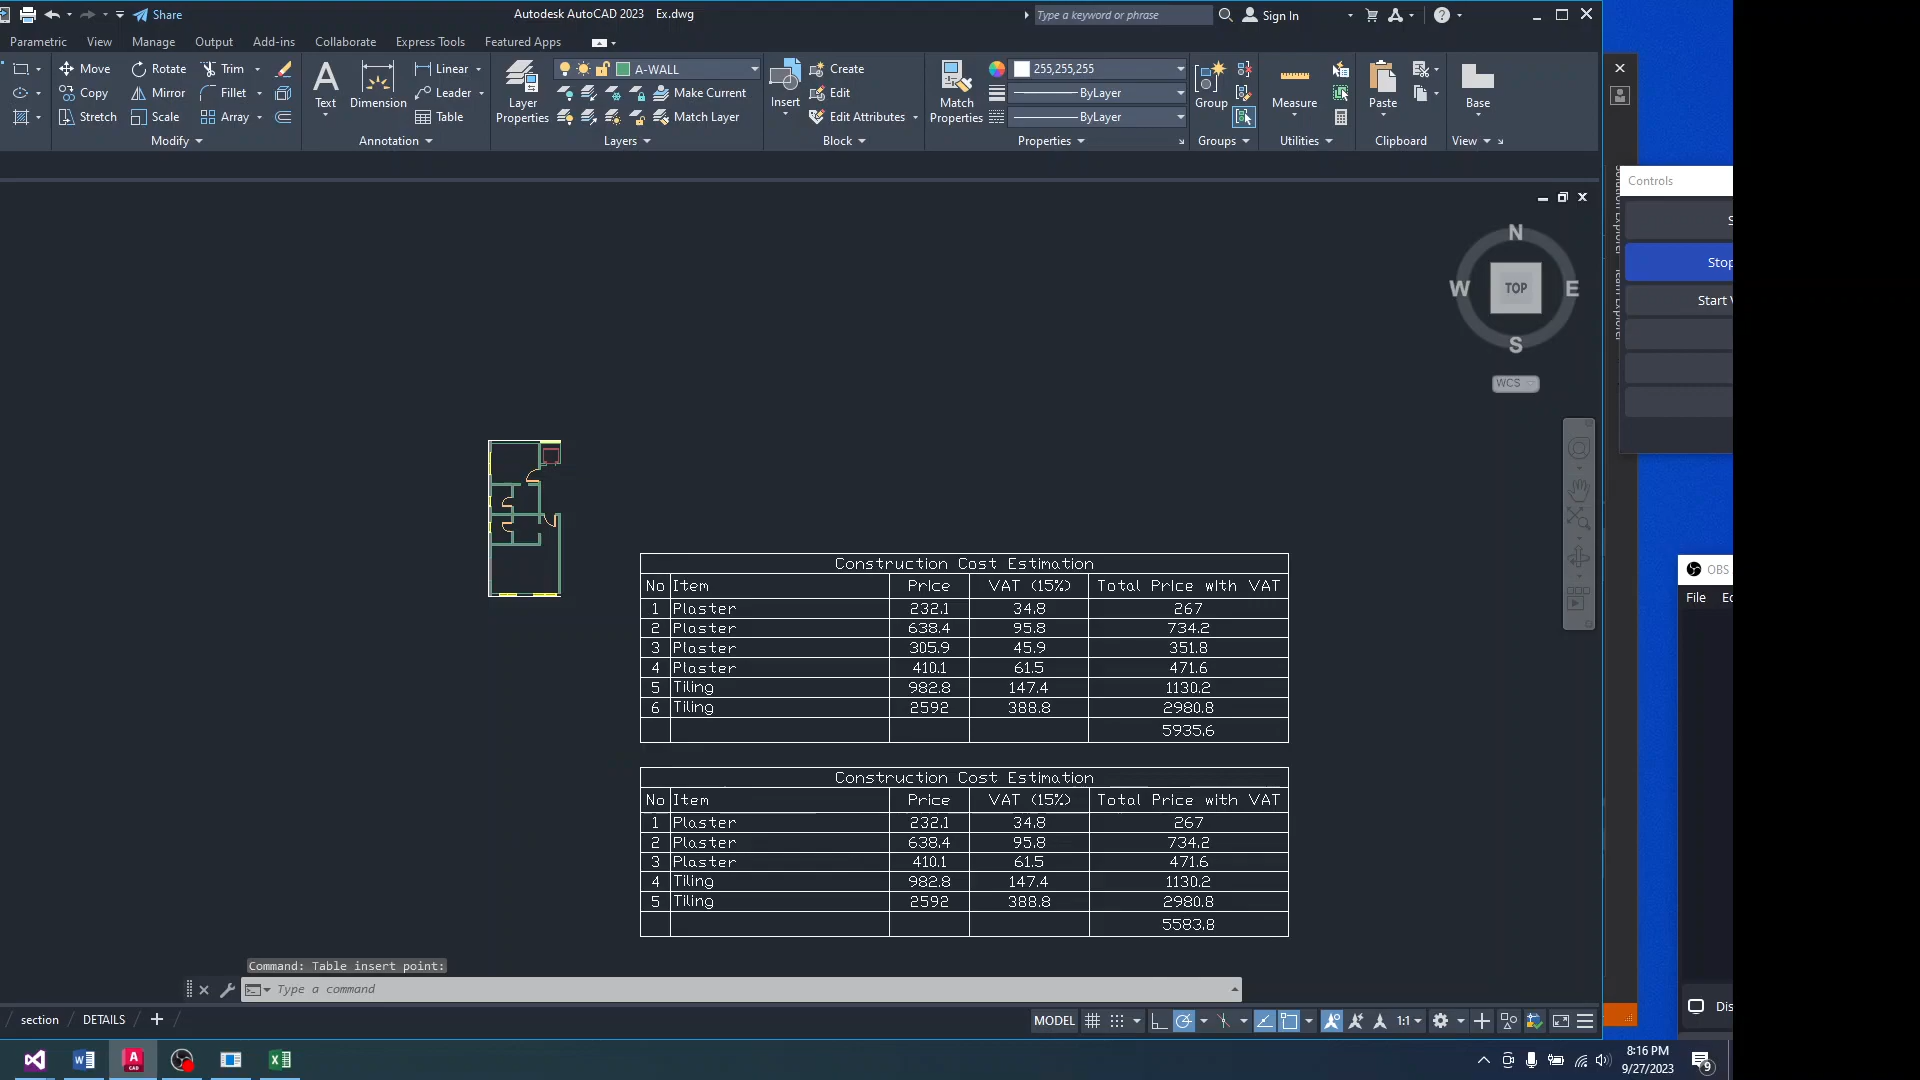 Share
Autodesk AutoCAD 2023 Ex.dwg
Type a keyword or phrase
Sign In
Parametric View Manage Output Add-ins Collaborate Express Tools Featured Apps
Move Rotate Trim
Copy Mirror Fillet
Stretch Scale Array
Modify
Text
Dimension
Linear
Leader
Table
Annotation
Layer
Properties
A-WALL
Make Current
Match Layer
Layers
Insert
Create
Edit
Edit Attributes
Block
Match
Properties
255,255,255
ByLayer
ByLayer
Properties
Group
Groups
Measure
Utilities
Paste
Clipboard
Base
View
Controls
Stop
Start
N
W TOP E
S
WCS
OBS
File
Construction Cost Estimation
No Item Price VAT (15%) Total Price with VAT
1 Plaster 232.1 34.8 267
2 Plaster 638.4 95.8 734.2
3 Plaster 305.9 45.9 351.8
4 Plaster 410.1 61.5 471.6
5 Tiling 982.8 147.4 1130.2
6 Tiling 2592 388.8 2980.8
5935.6
Construction Cost Estimation
No Item Price VAT (15%) Total Price with VAT
1 Plaster 232.1 34.8 267
2 Plaster 638.4 95.8 734.2
3 Plaster 410.1 61.5 471.6
4 Tiling 982.8 147.4 1130.2
5 Tiling 2592 388.8 2980.8
5583.8
Command: Table insert point:
Type a command
section DETAILS
MODEL
1:1
8:16 PM
9/27/2023
9